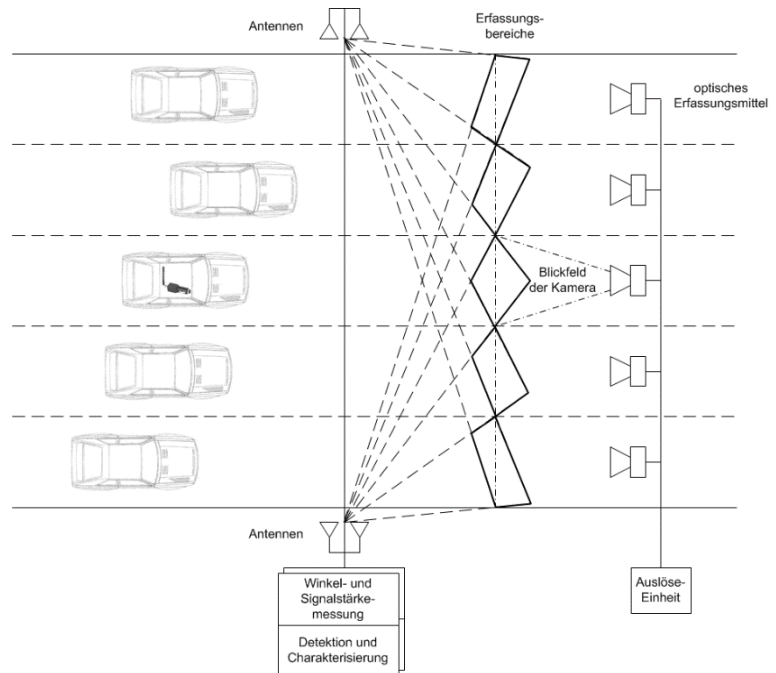 Antennen
Erfassungs-
bereiche
optisches
Erfassungsmittel
Blickfeld
der Kamera
Antennen
Winkel- und
Signalstärke-
messung
Detektion und
Charakterisierung
Auslöse-
Einheit